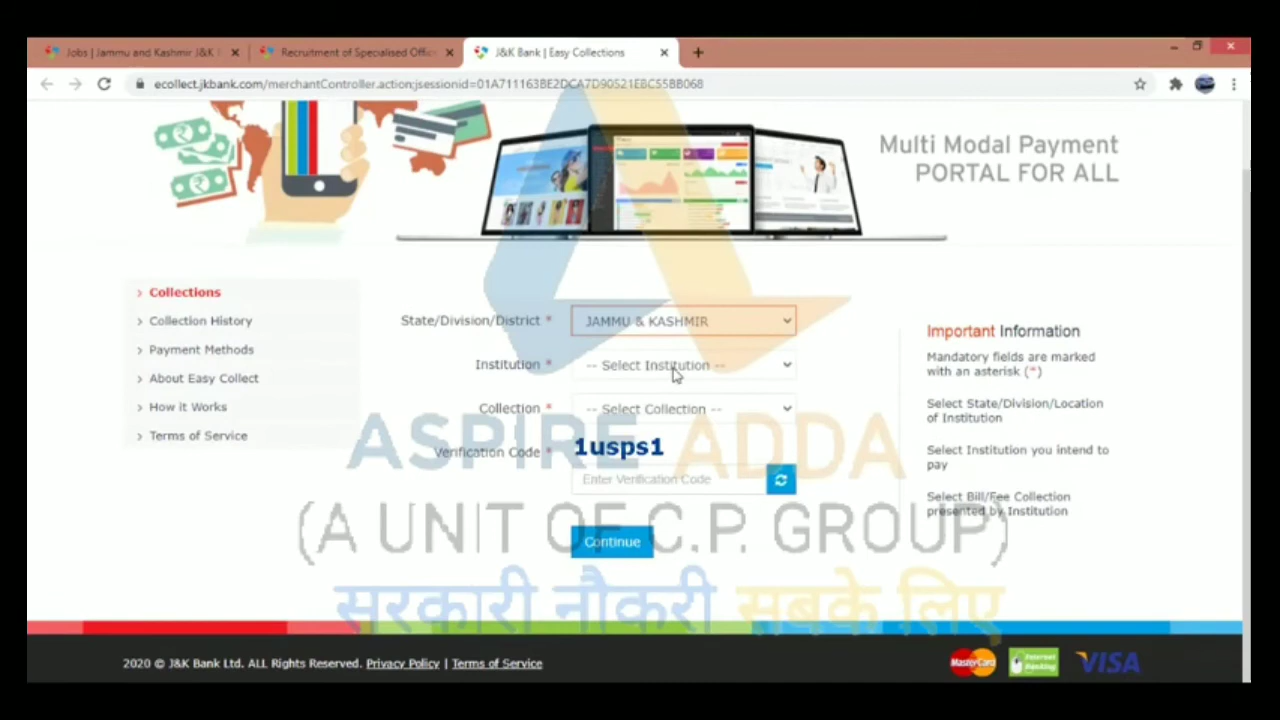 Jobs | Jammu and Kashmir J&K
Recruitment of Specialised Offic
J&K Bank | Easy Collections
ecollect.jkbank.com/merchantController.action;jsessionid=01A711163BE2DCA7D90521E8C55BB068
Multi Modal Payment
PORTAL FOR ALL
Collections
Collection History
Payment Methods
About Easy Collect
How it Works
Terms of Service
State/Division/District *
JAMMU & KASHMIR
Institution *
-- Select Institution --
Collection *
-- Select Collection --
Verification Code *
1usps1
Enter Verification Code
Continue
Important Information
Mandatory fields are marked
with an asterisk (*)
Select State/Division/Location
of Institution
Select Institution you intend to
pay
Select Bill/Fee Collection
presented by Institution
ASPIRE ADDA
(A UNIT OF C.P. GROUP)
सरकारी नौकरी सबके लिए
2020 © J&K Bank Ltd. ALL Rights Reserved. Privacy Policy | Terms of Service
MasterCard
Internet
Banking
VISA